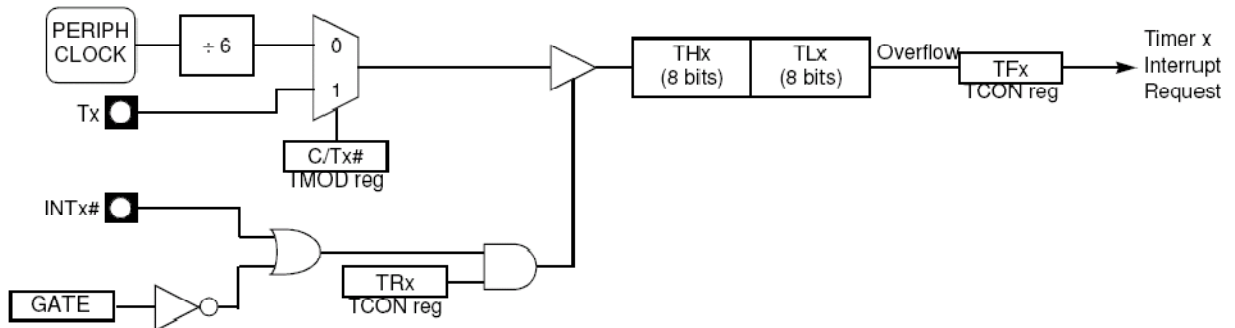 PERIPH
CLOCK
÷ 6
0
1
Tx
C/Tx#
TMOD reg
THx
(8 bits)
TLx
(8 bits)
Overflow
TFx
TCON reg
Timer x
Interrupt
Request
INTx#
GATE
TRx
TCON reg